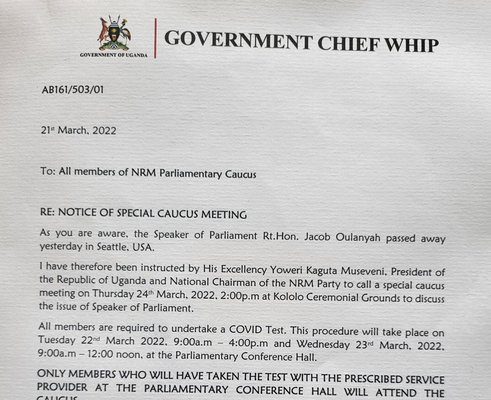 GOVERNMENT OF UGANDA
GOVERNMENT CHIEF WHIP
AB161/503/01
21st March, 2022
To: All members of NRM Parliamentary Caucus
RE: NOTICE OF SPECIAL CAUCUS MEETING
As you are aware, the Speaker of Parliament Rt.Hon. Jacob Oulanyah passed away
yesterday in Seattle, USA.
I have therefore been instructed by His Excellency Yoweri Kaguta Museveni, President of
the Republic of Uganda and National Chairman of the NRM Party to call a special caucus
meeting on Thursday 24th March, 2022, 2:00p.m at Kololo Ceremonial Grounds to discuss
the issue of Speaker of Parliament.
All members are required to undertake a COVID Test. This procedure will take place on
Tuesday 22nd March 2022, 9:00a.m – 4:00p.m and Wednesday 23rd March, 2022,
9:00a.m – 12:00 noon, at the Parliamentary Conference Hall.
ONLY MEMBERS WHO WILL HAVE TAKEN THE TEST WITH THE PRESCRIBED SERVICE
PROVIDER AT THE PARLIAMENTARY CONFERENCE HALL WILL ATTEND THE
CAUCUS